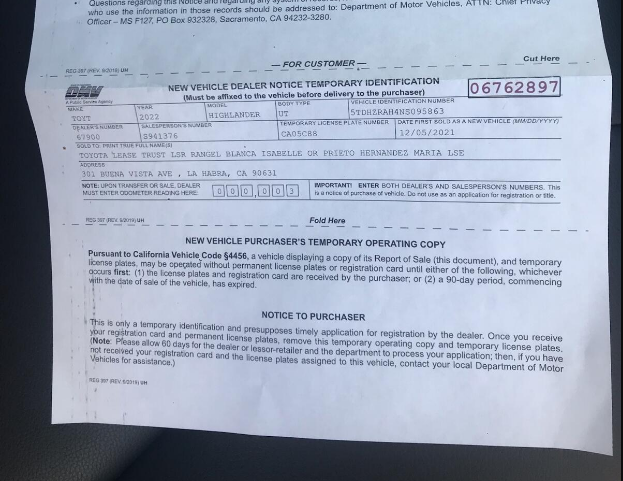 Questions regarding this Notice and
who use the information in those records should be addressed to: Department of Motor Vehicles, ATTN: Chief Privacy
Officer – MS F127, PO Box 932328, Sacramento, CA 94232-3280.
— FOR CUSTOMER —
Cut Here
REG 397 (REV. 6/2019) UH
DMV
A Public Service Agency
NEW VEHICLE DEALER NOTICE TEMPORARY IDENTIFICATION
(Must be affixed to the vehicle before delivery to the purchaser)
06762897
MAKE YEAR MODEL BODY TYPE VEHICLE IDENTIFICATION NUMBER
TOYT 2022 HIGHLANDER UT 5TDHZRAH4NS095863
DEALER'S NUMBER SALESPERSON'S NUMBER TEMPORARY LICENSE PLATE NUMBER DATE FIRST SOLD AS A NEW VEHICLE (MM/DD/YYYY)
67950 S941376 CA05C88 12/05/2021
SOLD TO: PRINT TRUE FULL NAME(S)
TOYOTA LEASE TRUST LSR RANGEL BLANCA ISABELLE OR PRIETO HERNANDEZ MARIA LSE
ADDRESS
301 BUENA VISTA AVE , LA HABRA, CA 90631
NOTE: UPON TRANSFER OR SALE, DEALER
MUST ENTER ODOMETER READING HERE:
0 0 0 , 0 0 3
IMPORTANT! ENTER BOTH DEALER'S AND SALESPERSON'S NUMBERS. This
is a notice of purchase of vehicle. Do not use as an application for registration or title.
REG 397 (REV. 6/2019) UH
Fold Here
NEW VEHICLE PURCHASER'S TEMPORARY OPERATING COPY
Pursuant to California Vehicle Code §4456, a vehicle displaying a copy of its Report of Sale (this document), and temporary
license plates, may be operated without permanent license plates or registration card until either of the following, whichever
occurs first: (1) the license plates and registration card are received by the purchaser; or (2) a 90-day period, commencing
with the date of sale of the vehicle, has expired.
NOTICE TO PURCHASER
This is only a temporary identification and presupposes timely application for registration by the dealer. Once you receive
your registration card and permanent license plates, remove this temporary operating copy and temporary license plates.
(Note: Please allow 60 days for the dealer or lessor-retailer and the department to process your application; then, if you have
not received your registration card and the license plates assigned to this vehicle, contact your local Department of Motor
Vehicles for assistance.)
REG 397 (REV. 6/2019) UH